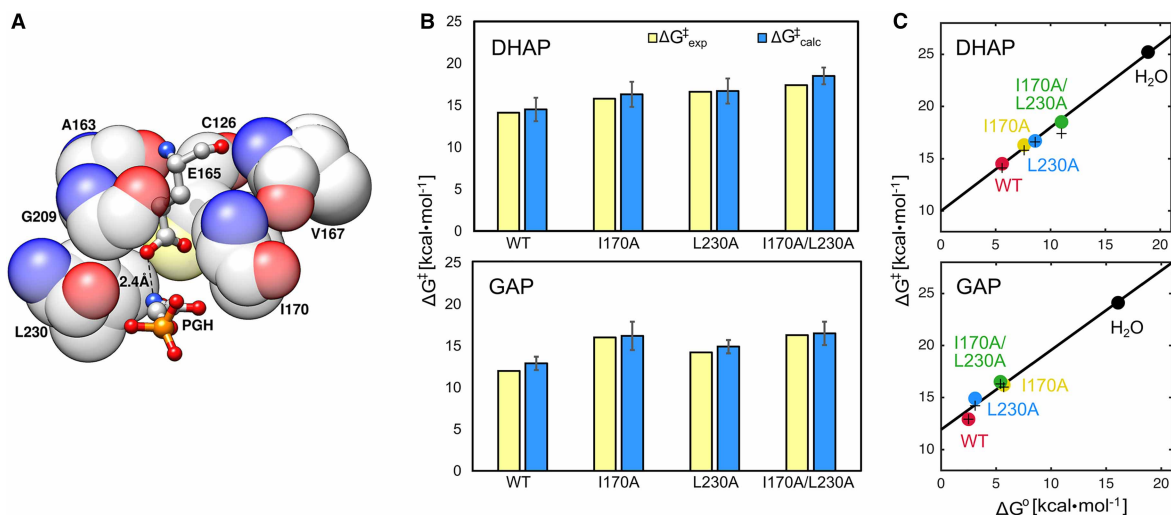 A
A163
C126
E165
G209
V167
2.4Å
L230
PGH
I170
B
25
20
15
10
5
0
DHAP
ΔG‡exp
ΔG‡calc
WT
I170A
L230A
I170A/L230A
ΔG‡ [kcal•mol-1]
25
20
15
10
5
0
GAP
WT
I170A
L230A
I170A/L230A
C
DHAP
25
20
15
10
ΔG‡ [kcal•mol-1]
H2O
I170A/
L230A
I170A
L230A
WT
0
5
10
15
20
GAP
25
20
15
10
ΔG‡ [kcal•mol-1]
H2O
I170A/
L230A
I170A
L230A
WT
0
5
10
15
20
ΔGo [kcal•mol-1]